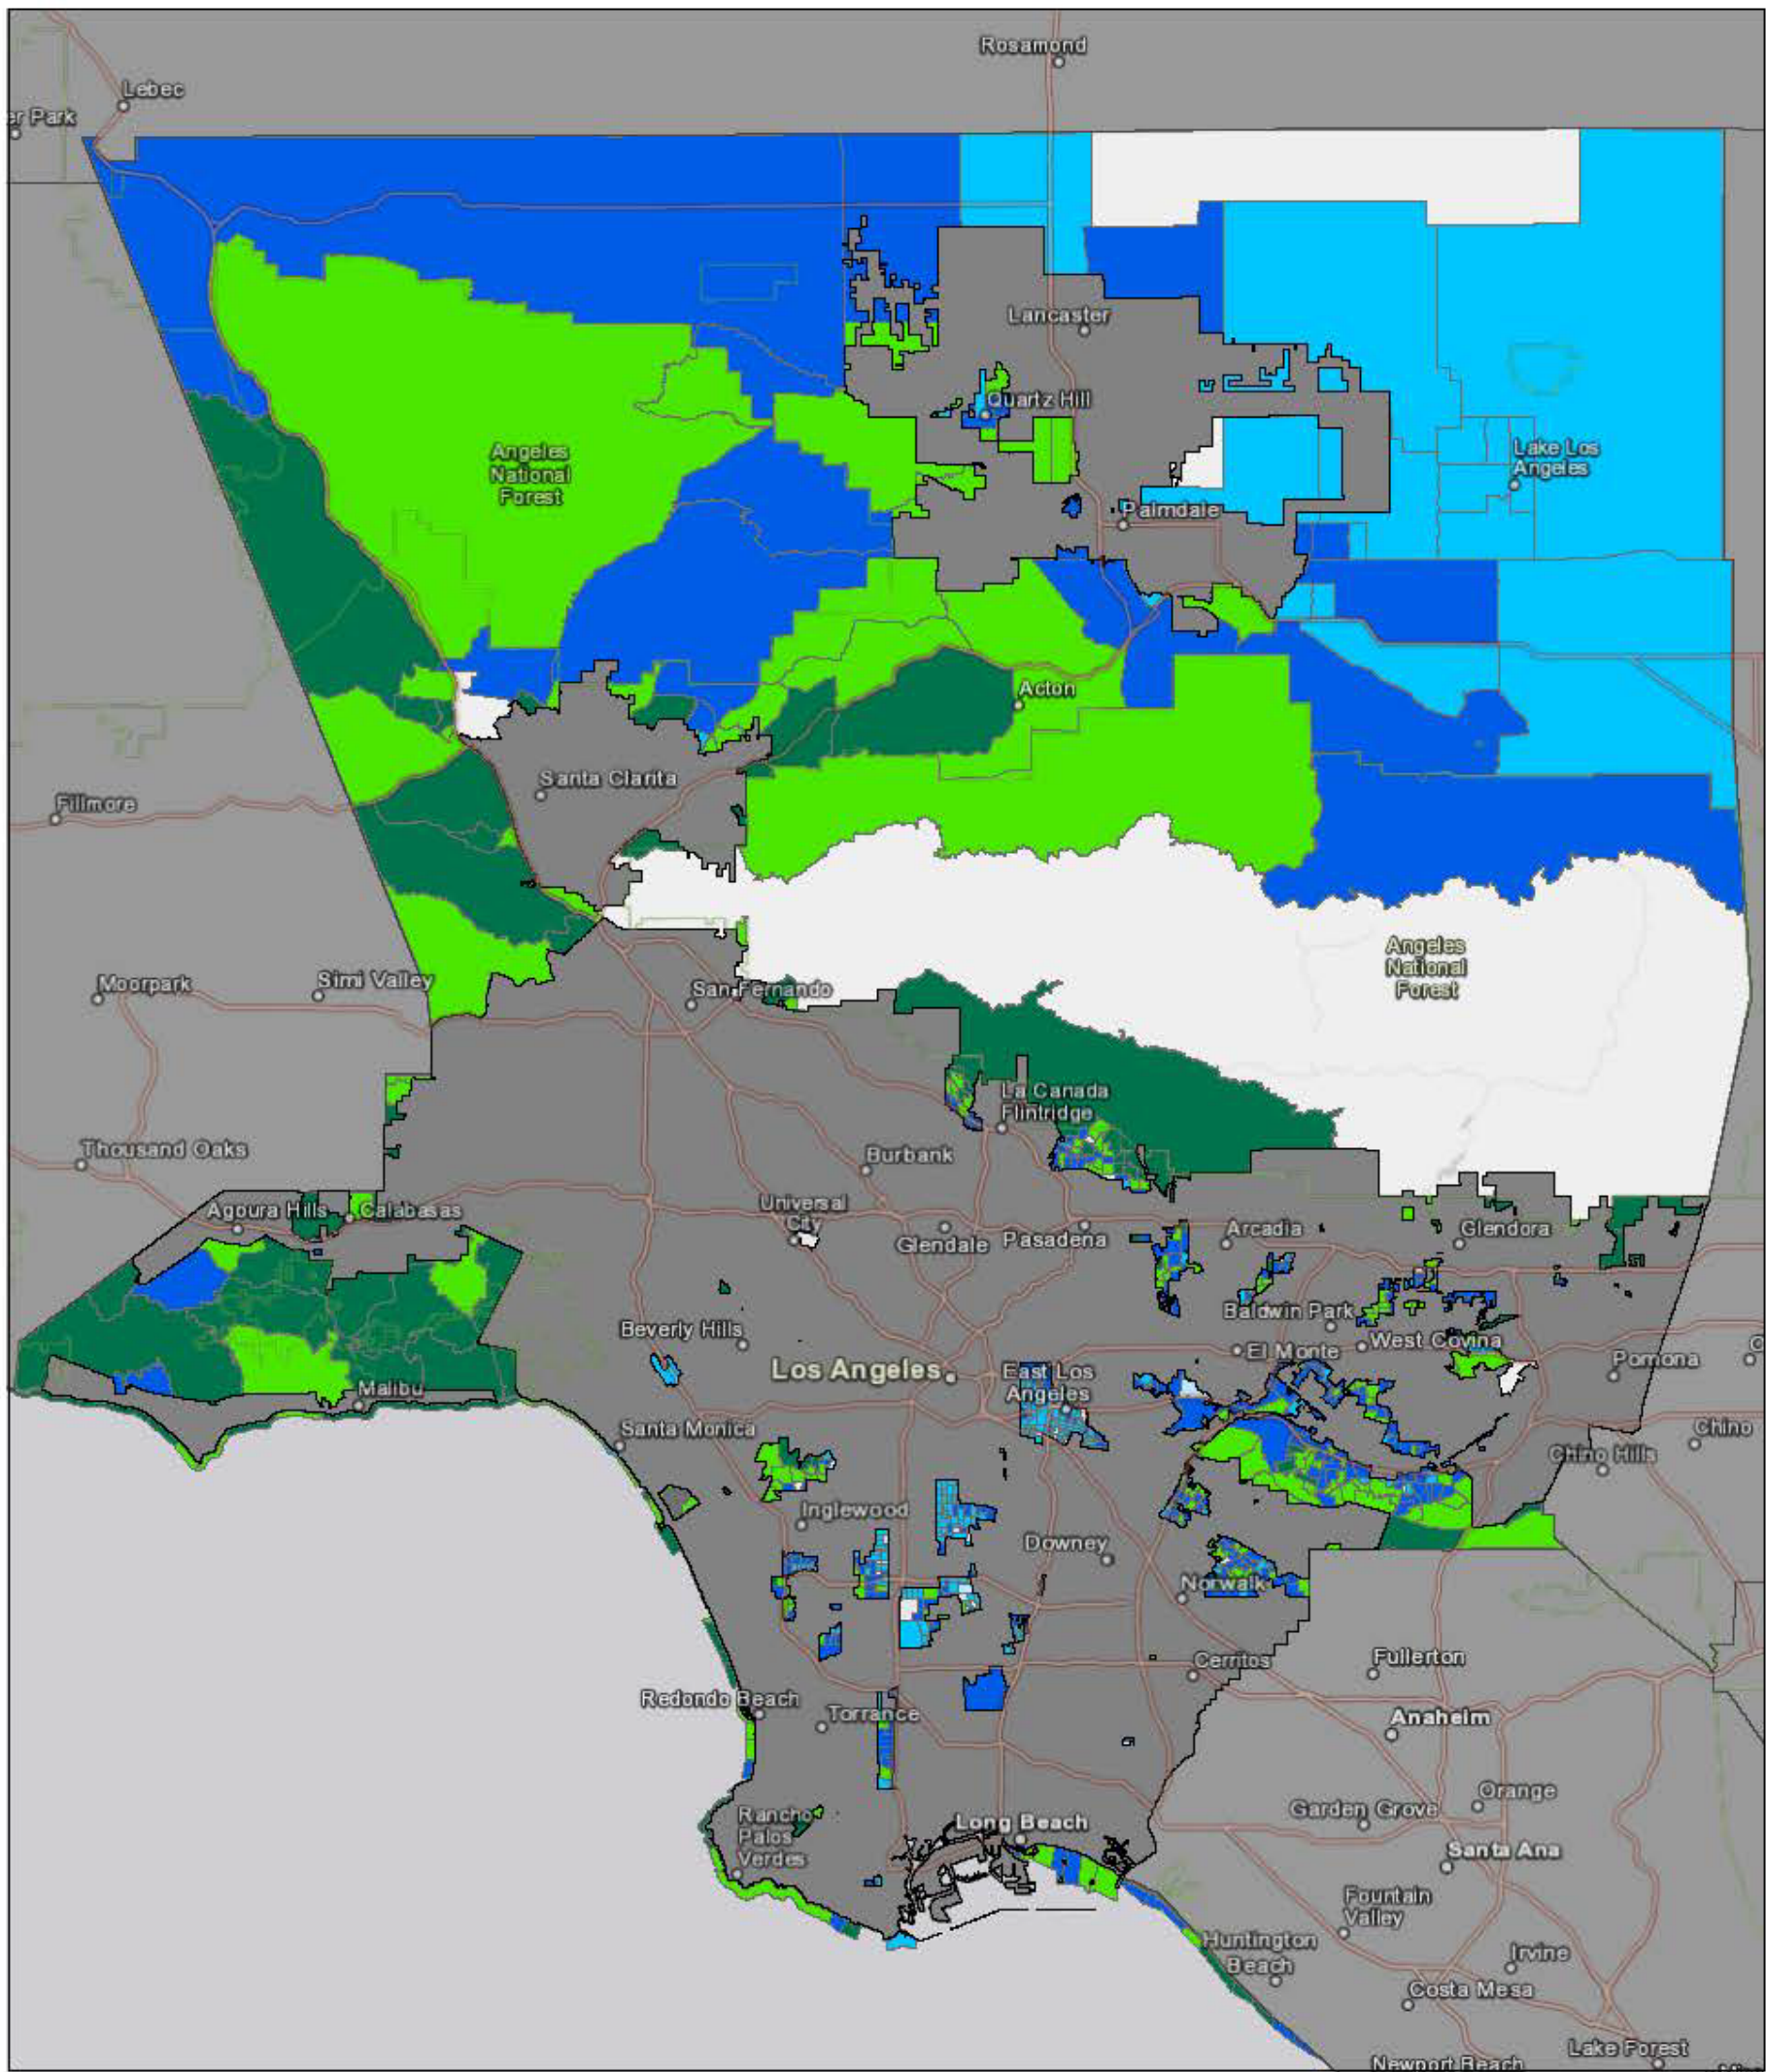 Rosamond
Lebec
er Park
Lancaster
Quartz Hill
Angeles
National
Forest
Lake Los
Angeles
Palmdale
Acton
Santa Clarita
Fillmore
Angeles
National
Forest
Moorpark
Simi Valley
San Fernando
La Canada
Flintridge
Thousand Oaks
Burbank
Agoura Hills
Calabasas
Universal
City
Glendale
Pasadena
Arcadia
Glendora
Baldwin Park
Beverly Hills
El Monte
West Covina
Los Angeles
East Los
Angeles
Pomona
Malibu
Santa Monica
Chino
Chino Hills
Inglewood
Downey
Norwalk
Cerritos
Fullerton
Redondo Beach
Torrance
Anaheim
Orange
Garden Grove
Rancho
Palos
Verdes
Long Beach
Santa Ana
Fountain
Valley
Huntington
Beach
Irvine
Costa Mesa
Lake Forest
Newport Beach